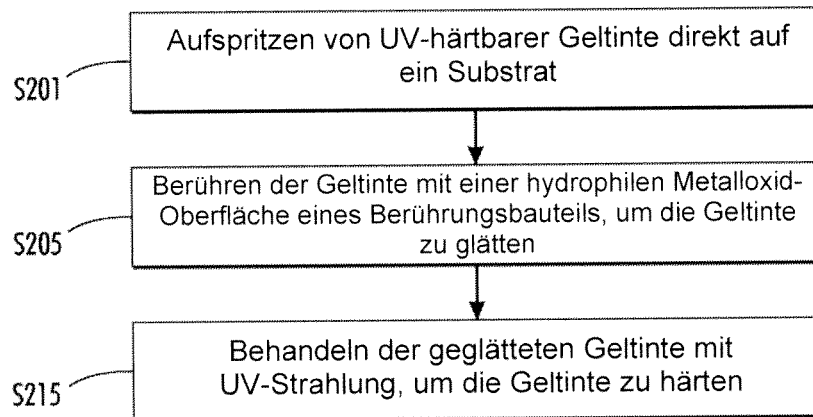 Aufspritzen von UV-härtbarer Geltinte direkt auf
ein Substrat
S201
Berühren der Geltinte mit einer hydrophilen Metalloxid-
Oberfläche eines Berührungsbauteils, um die Geltinte
zu glätten
S205
Behandeln der geglätteten Geltinte mit
UV-Strahlung, um die Geltinte zu härten
S215